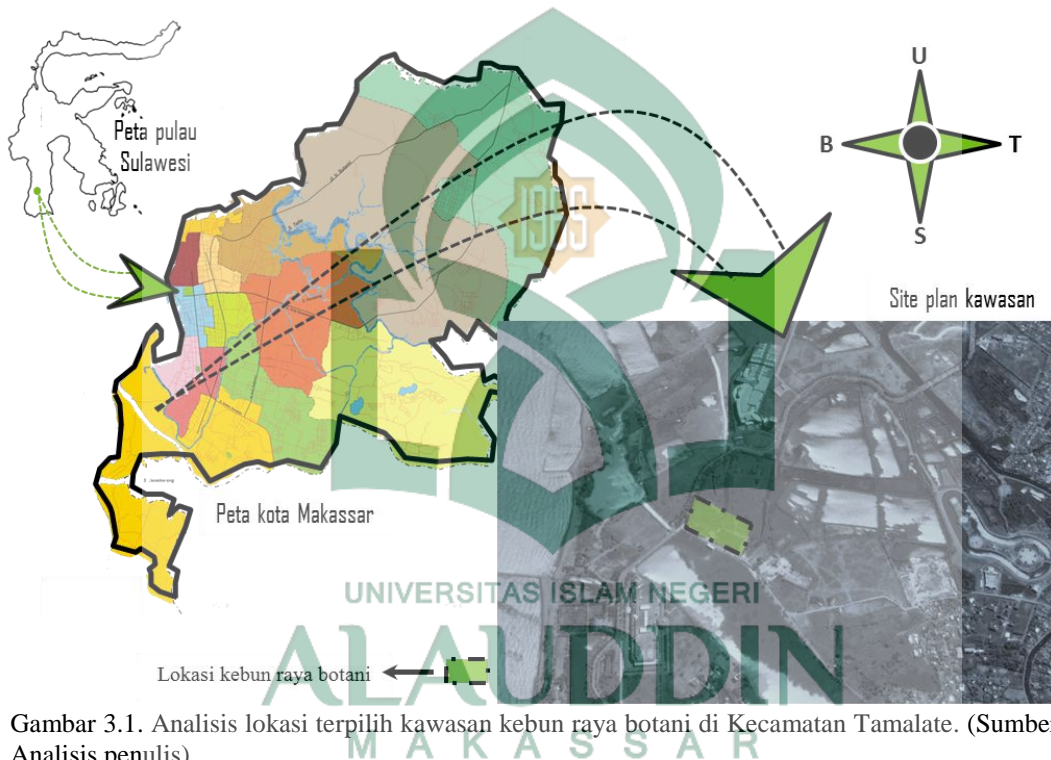 Peta pulau
Sulawesi
U
B
T
S
1965
Site plan kawasan
Peta kota Makassar
UNIVERSITAS ISLAM NEGERI
ALAUDDIN
MAKASSAR
Lokasi kebun raya botani
Gambar 3.1. Analisis lokasi terpilih kawasan kebun raya botani di Kecamatan Tamalate. (Sumber
Analisis penulis)